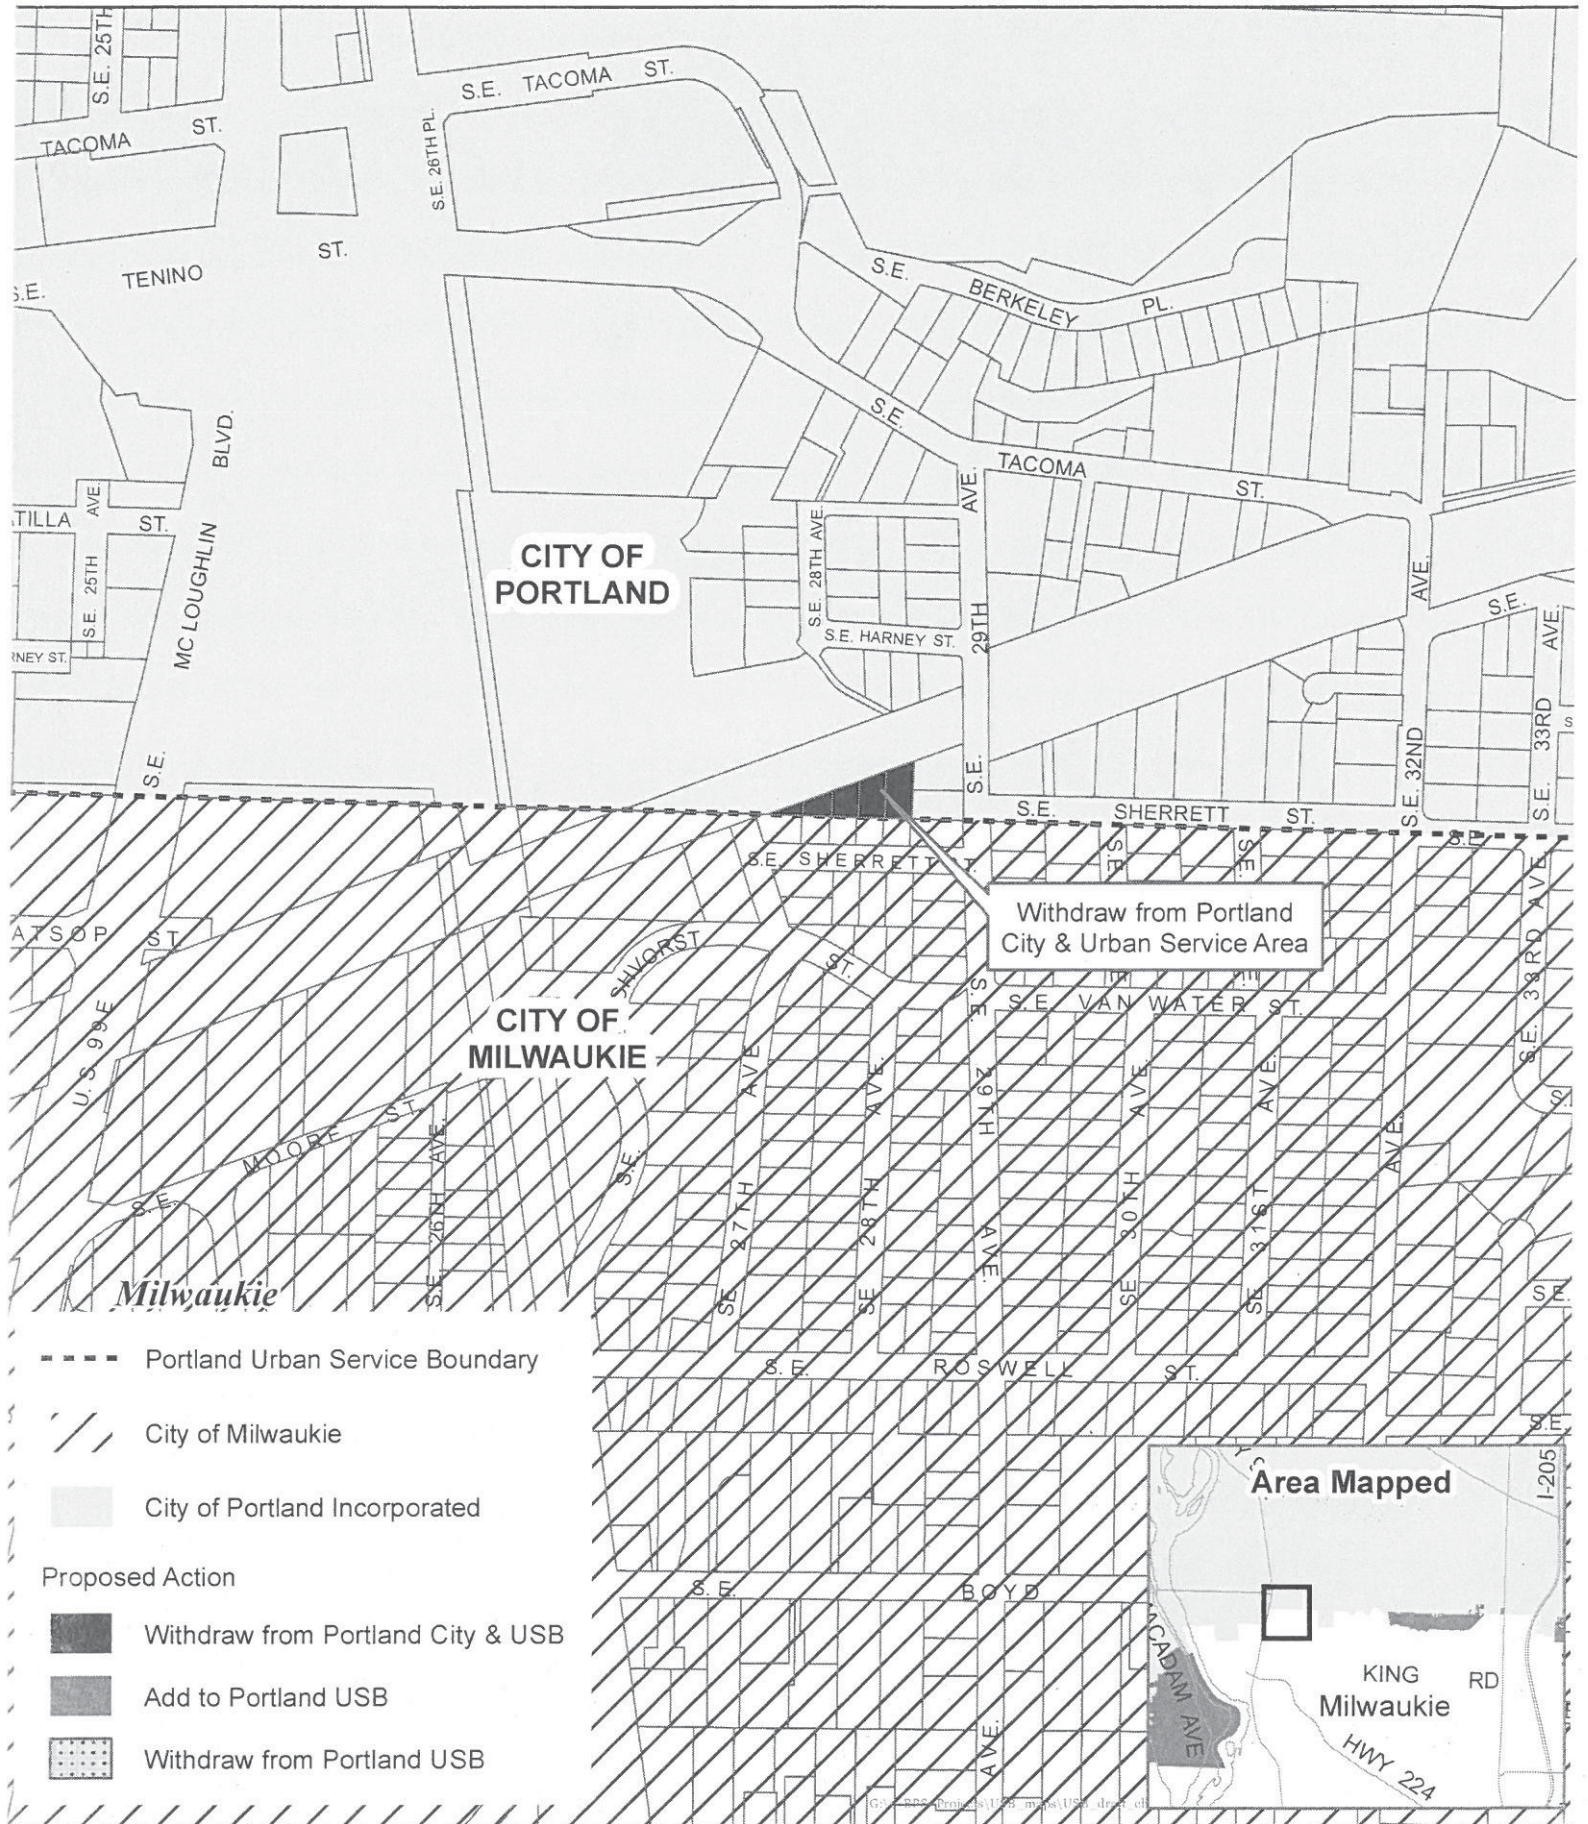 S.E. 25TH
S.E. TACOMA ST.
TACOMA ST.
S.E. 26TH PL.
S.E. TENINO ST.
S.E. BERKELEY PL.
S.E. TACOMA ST.
BLVD.
MC LOUGHLIN
S.E.
AVE.
S.E. 25TH
TILLA ST.
RNEY ST.
CITY OF
PORTLAND
S.E. 28TH AVE.
S.E. HARNEY ST.
AVE.
29TH
S.E.
AVE.
S.E. 32ND
S.E.
AVE.
33RD
S.E.
S
S.E. SHERRETT ST.
S.E.
S.E. SHERRETT ST.
S.E.
S.E.
Withdraw from Portland
City & Urban Service Area
ATSOP ST.
U.S. 99E
SHVORST
ST.
S.E. 33RD AVE
CITY OF
MILWAUKIE
S.E. VAN WATER ST.
S.E. MOORE ST.
S.E. 26TH AVE.
S.E.
SE 27TH AVE
SE 28TH AVE.
S.E. 29TH AVE.
SE 30TH AVE.
SE 31ST AVE.
AVE.
S.E.
S.E.
Milwaukie
S.E. ROSWELL ST.
S.E.
S.E. BOYD
AVE.
Portland Urban Service Boundary
City of Milwaukie
City of Portland Incorporated
Proposed Action
Withdraw from Portland City & USB
Add to Portland USB
Withdraw from Portland USB
Area Mapped
I-205
MACADAM AVE
KING RD
Milwaukie
HWY 224